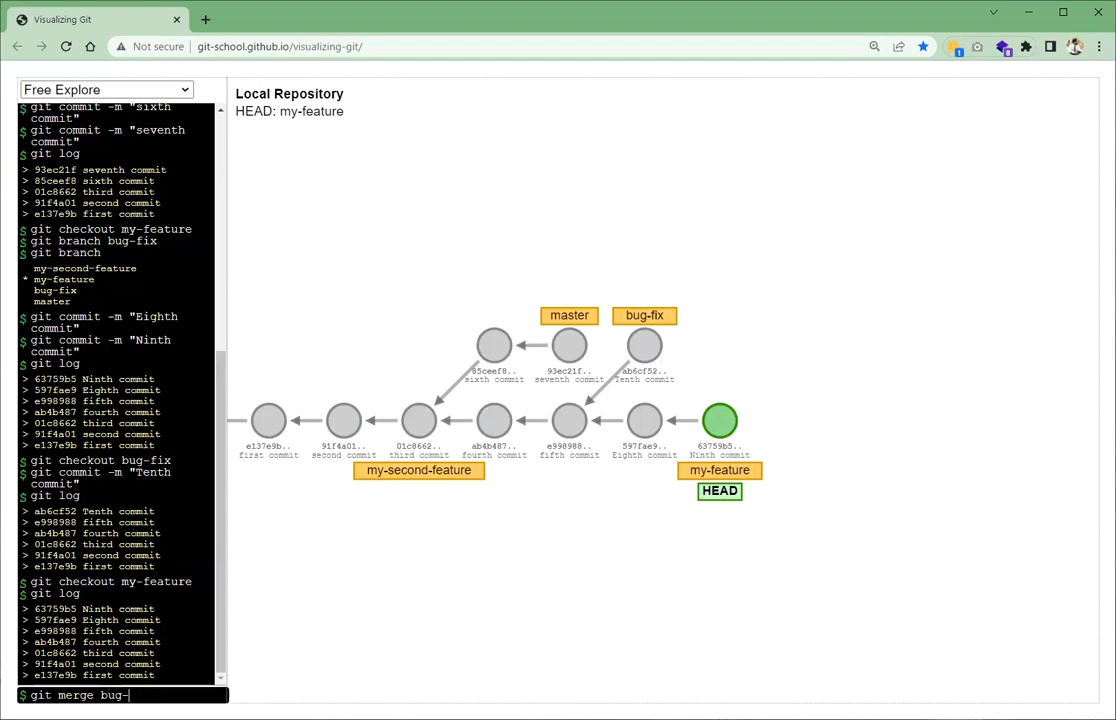 Visualizing Git
Not secure
git-school.github.io/visualizing-git/
1
8
Free Explore
Local Repository
HEAD: my-feature
$ git commit -m "sixth
commit"
$ git commit -m "seventh
commit"
$ git log
> 93ec21f seventh commit
> 85ceef8 sixth commit
> 01c8662 third commit
> 91f4a01 second commit
> e137e9b first commit
$ git checkout my-feature
$ git branch bug-fix
$ git branch
my-second-feature
* my-feature
bug-fix
master
$ git commit -m "Eighth
commit"
$ git commit -m "Ninth
commit"
$ git log
> 63759b5 Ninth commit
> 597fae9 Eighth commit
> e998988 fifth commit
> ab4b487 fourth commit
> 01c8662 third commit
> 91f4a01 second commit
> e137e9b first commit
$ git checkout bug-fix
$ git commit -m "Tenth
commit"
$ git log
> ab6cf52 Tenth commit
> e998988 fifth commit
> ab4b487 fourth commit
> 01c8662 third commit
> 91f4a01 second commit
> e137e9b first commit
$ git checkout my-feature
$ git log
> 63759b5 Ninth commit
> 597fae9 Eighth commit
> e998988 fifth commit
> ab4b487 fourth commit
> 01c8662 third commit
> 91f4a01 second commit
> e137e9b first commit
$ git merge bug-
master
bug-fix
85ceef8..
sixth commit
93ec21f..
seventh commit
ab6cf52..
Tenth commit
e137e9b..
first commit
91f4a01..
second commit
01c8662..
third commit
ab4b487..
fourth commit
e998988..
fifth commit
597fae9..
Eighth commit
63759b5..
Ninth commit
my-second-feature
my-feature
HEAD